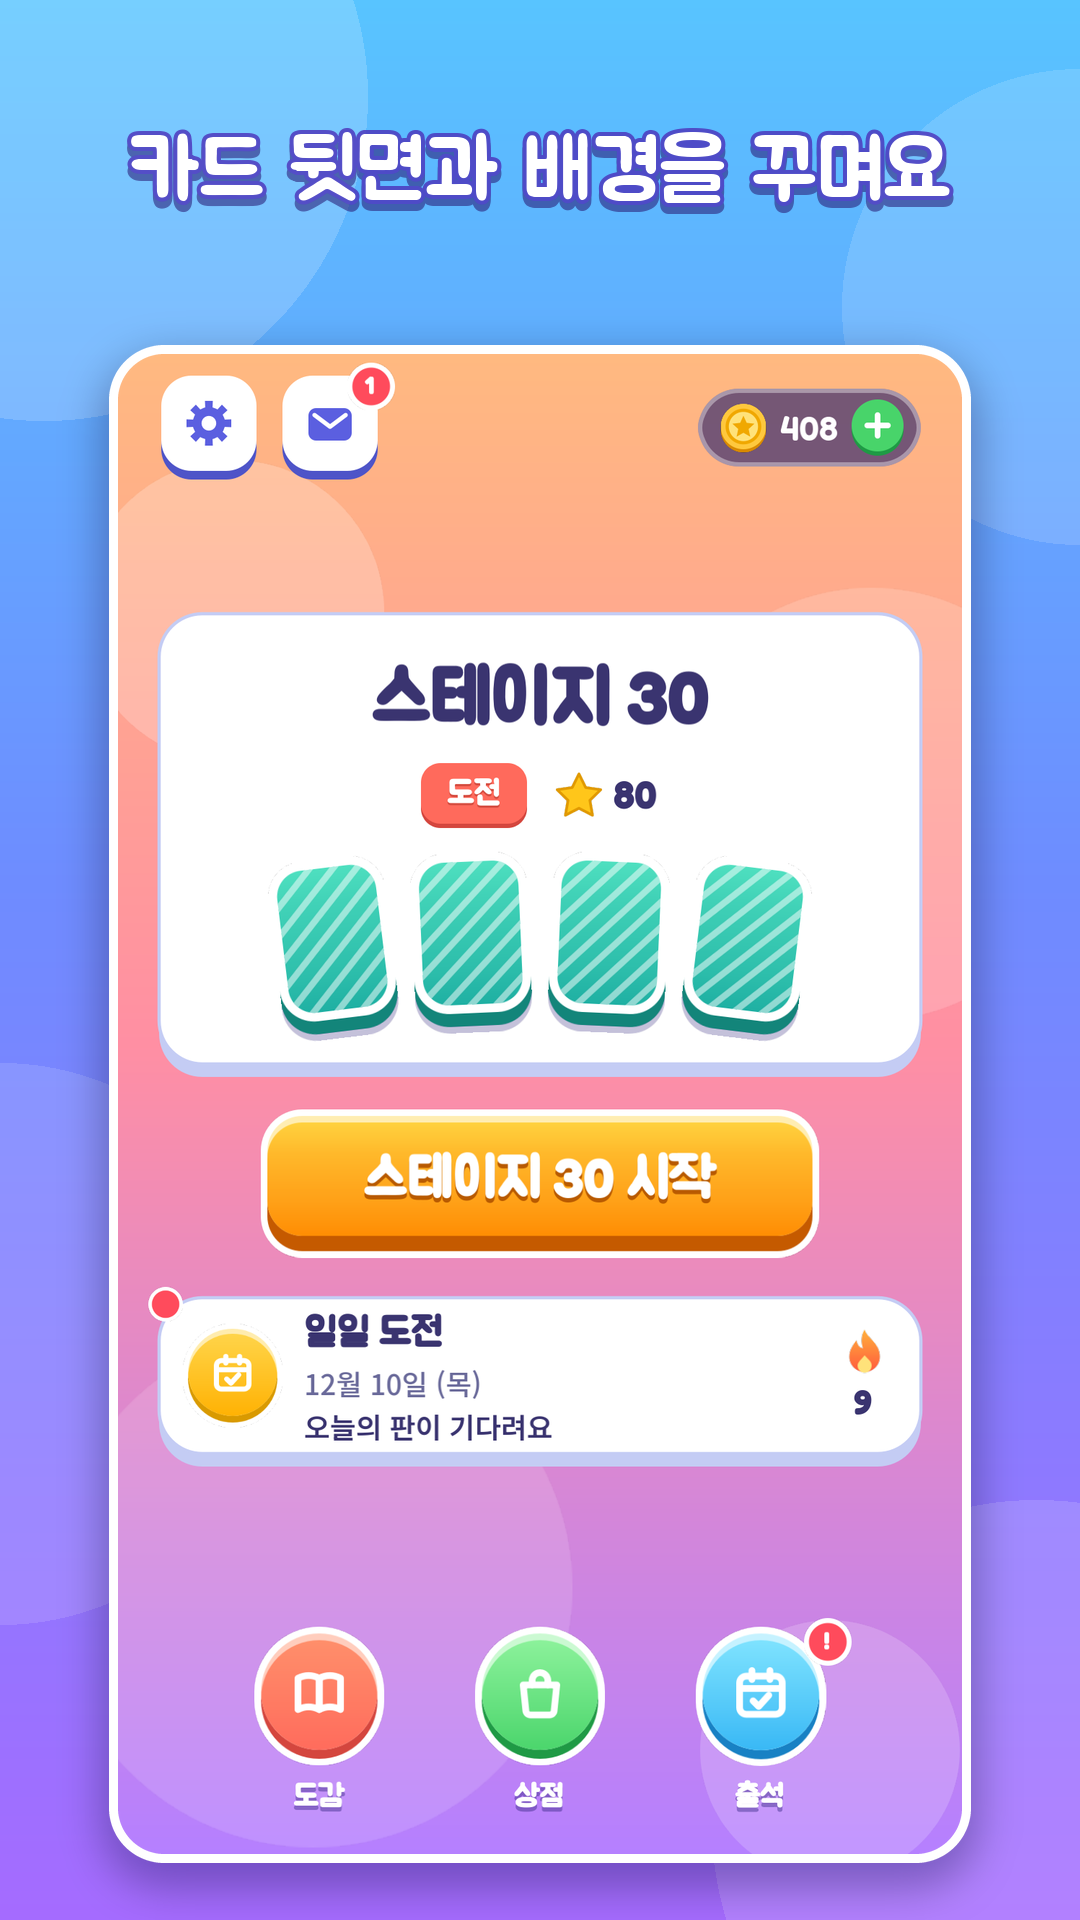 카드 뒷면과 배경을 꾸며요
1
408
스테이지 30
도전
80
스테이지 30 시작
일일 도전
12월 10일 (목)
오늘의 판이 기다려요
9
!
도감
상점
출석